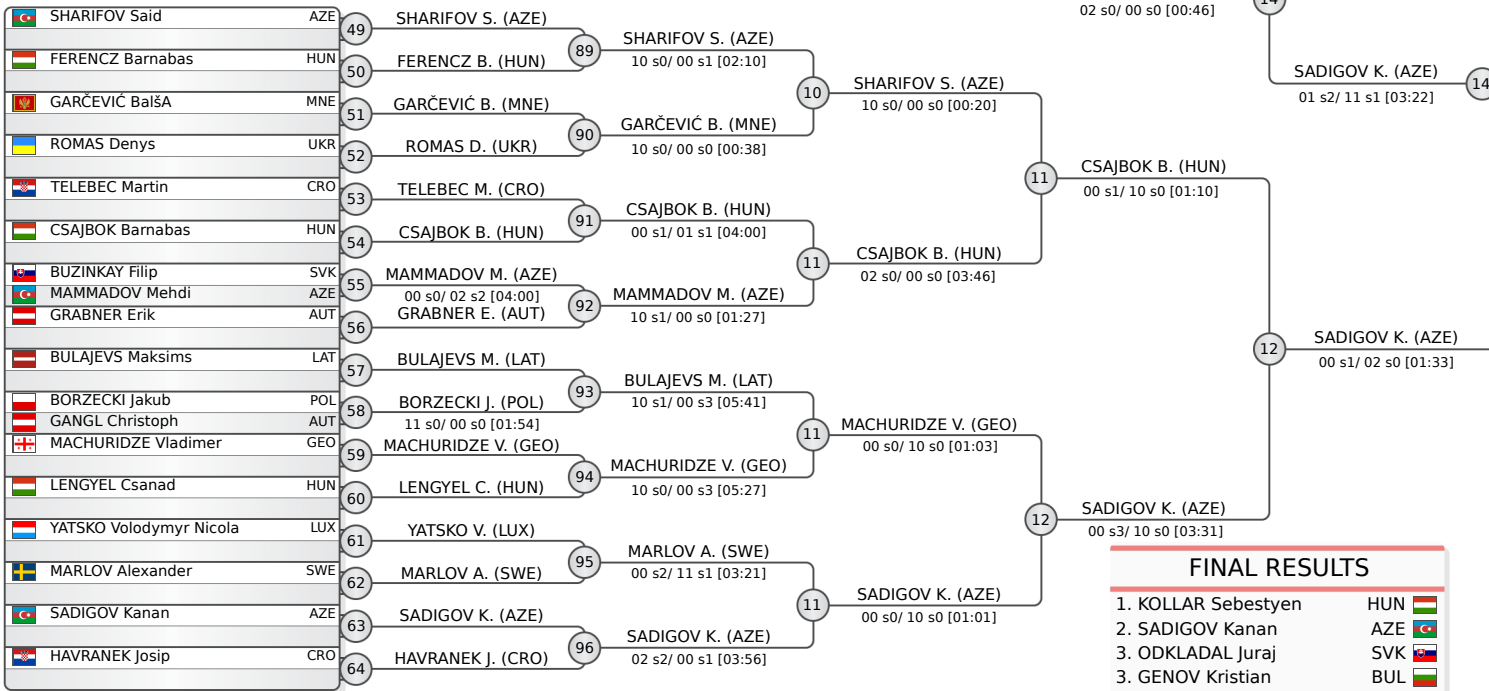 SHARIFOV Said AZE
FERENCZ Barnabas HUN
GARČEVIĆ BalšA MNE
ROMAS Denys UKR
TELEBEC Martin CRO
CSAJBOK Barnabas HUN
BUZINKAY Filip SVK
MAMMADOV Mehdi AZE
GRABNER Erik AUT
BULAJEVS Maksims LAT
BORZECKI Jakub POL
GANGL Christoph AUT
MACHURIDZE Vladimer GEO
LENGYEL Csanad HUN
YATSKO Volodymyr Nicola LUX
MARLOV Alexander SWE
SADIGOV Kanan AZE
HAVRANEK Josip CRO
49
50
51
52
53
54
55
56
57
58
59
60
61
62
63
64
SHARIFOV S. (AZE)
FERENCZ B. (HUN)
GARČEVIĆ B. (MNE)
ROMAS D. (UKR)
TELEBEC M. (CRO)
CSAJBOK B. (HUN)
MAMMADOV M. (AZE)
00 s0/ 02 s2 [04:00]
GRABNER E. (AUT)
BULAJEVS M. (LAT)
BORZECKI J. (POL)
11 s0/ 00 s0 [01:54]
MACHURIDZE V. (GEO)
LENGYEL C. (HUN)
YATSKO V. (LUX)
MARLOV A. (SWE)
SADIGOV K. (AZE)
HAVRANEK J. (CRO)
89
90
91
92
93
94
95
96
SHARIFOV S. (AZE)
10 s0/ 00 s1 [02:10]
GARČEVIĆ B. (MNE)
10 s0/ 00 s0 [00:38]
CSAJBOK B. (HUN)
00 s1/ 01 s1 [04:00]
MAMMADOV M. (AZE)
10 s1/ 00 s0 [01:27]
BULAJEVS M. (LAT)
10 s1/ 00 s3 [05:41]
MACHURIDZE V. (GEO)
10 s0/ 00 s3 [05:27]
MARLOV A. (SWE)
00 s2/ 11 s1 [03:21]
SADIGOV K. (AZE)
02 s2/ 00 s1 [03:56]
10
11
11
11
SHARIFOV S. (AZE)
10 s0/ 00 s0 [00:20]
CSAJBOK B. (HUN)
02 s0/ 00 s0 [03:46]
MACHURIDZE V. (GEO)
00 s0/ 10 s0 [01:03]
SADIGOV K. (AZE)
00 s0/ 10 s0 [01:01]
11
12
02 s0/ 00 s0 [00:46]
CSAJBOK B. (HUN)
00 s1/ 10 s0 [01:10]
SADIGOV K. (AZE)
00 s3/ 10 s0 [03:31]
14
12
SADIGOV K. (AZE)
01 s2/ 11 s1 [03:22]
14
SADIGOV K. (AZE)
00 s1/ 02 s0 [01:33]
FINAL RESULTS
1. KOLLAR Sebestyen HUN
2. SADIGOV Kanan AZE
3. ODKLADAL Juraj SVK
3. GENOV Kristian BUL